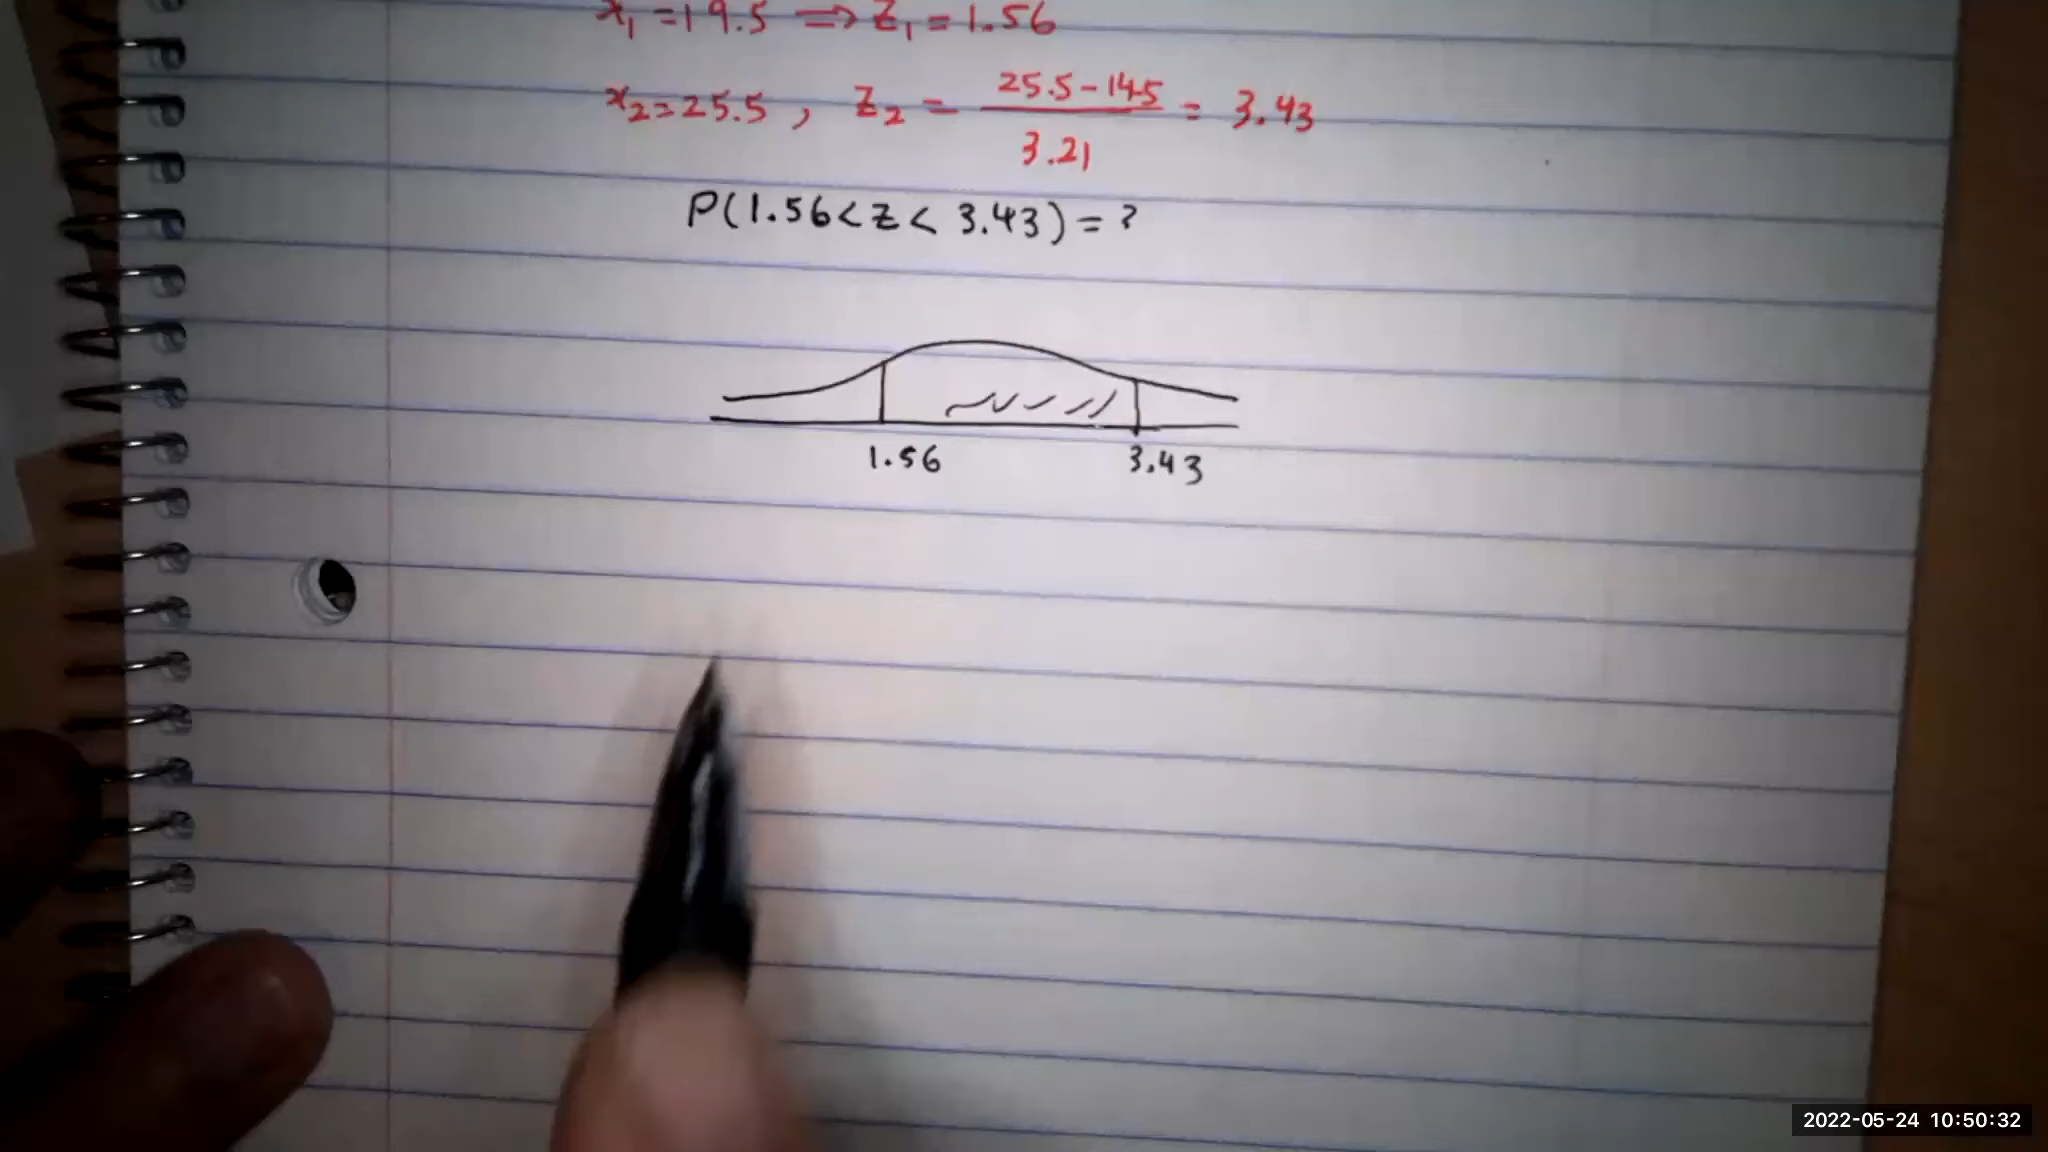 x₁=19.5 ⟹ Z₁ = 1.56
x₂=25.5 , Z₂ = (25.5-14.5)/3.21 = 3.43
P(1.56<Z< 3.43) = ?
1.56 3.43
2022-05-24 10:50:32